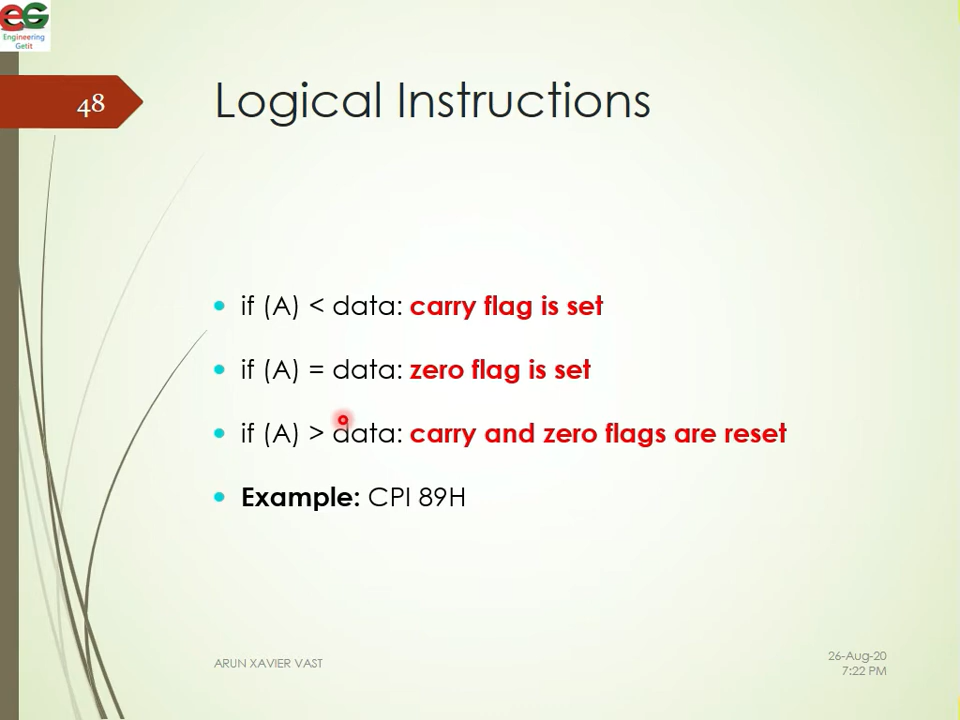 EG
Engineering
Getit
48
Logical Instructions
if (A) < data: carry flag is set
if (A) = data: zero flag is set
if (A) > data: carry and zero flags are reset
Example: CPI 89H
ARUN XAVIER VAST
26-Aug-20
7:22 PM